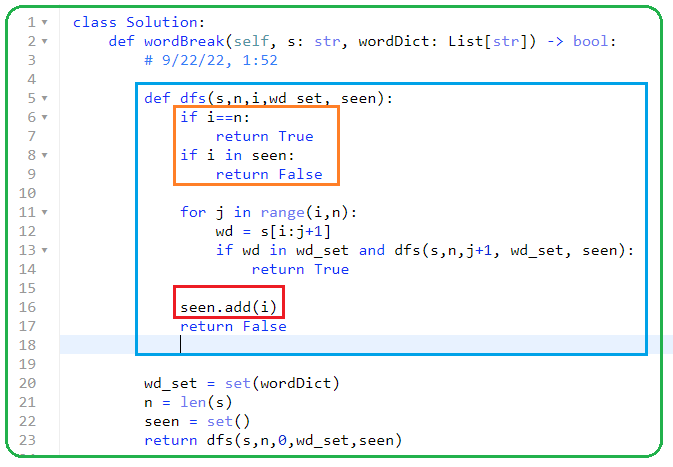 1 class Solution:
2 def wordBreak(self, s: str, wordDict: List[str]) -> bool:
3 # 9/22/22, 1:52
4
5 def dfs(s,n,i,wd_set, seen):
6 if i==n:
7 return True
8 if i in seen:
9 return False
10
11 for j in range(i,n):
12 wd = s[i:j+1]
13 if wd in wd_set and dfs(s,n,j+1, wd_set, seen):
14 return True
15
16 seen.add(i)
17 return False
18
19
20 wd_set = set(wordDict)
21 n = len(s)
22 seen = set()
23 return dfs(s,n,0,wd_set,seen)